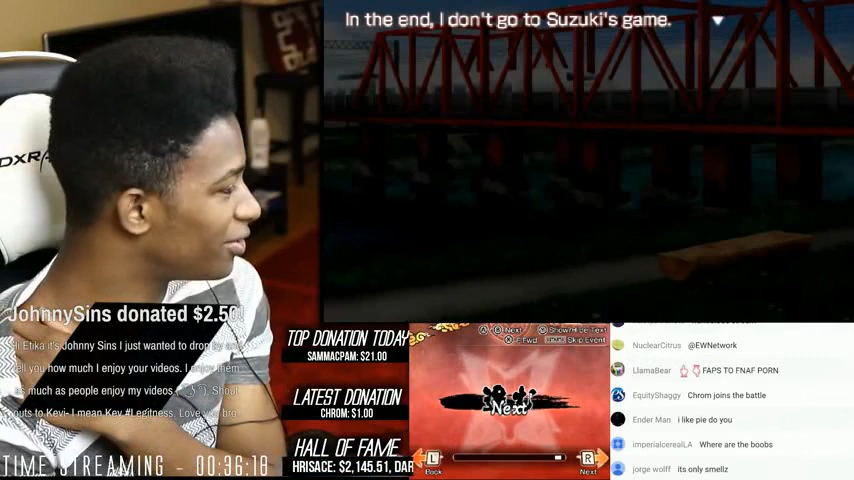 In the end, I don't go to Suzuki's game.
DXRA
JohnnySins donated $2.50!
Hi Etika it's Johnny Sins I just wanted to drop by and
tell you how much I enjoy your videos. I enjoy them
as much as people enjoy my videos
Shout
outs to Kevi- I mean Key #Legitness. Love you bro
TIME STREAMING - 00:36:18
TOP DONATION TODAY
SAMMACPAM: $21.00
LATEST DONATION
CHROM: $1.00
HALL OF FAME
HRISACE: $2,145.51, DAR
Next
Show/Hide Text
F.Fwd
Skip Event
Next
L
Back
R
Next
NuclearCitrus @EWNetwork
LlamaBear FAPS TO FNAF PORN
EquityShaggy Chrom joins the battle
Ender Man i like pie do you
imperialcerealLA Where are the boobs
jorge wolff its only smellz